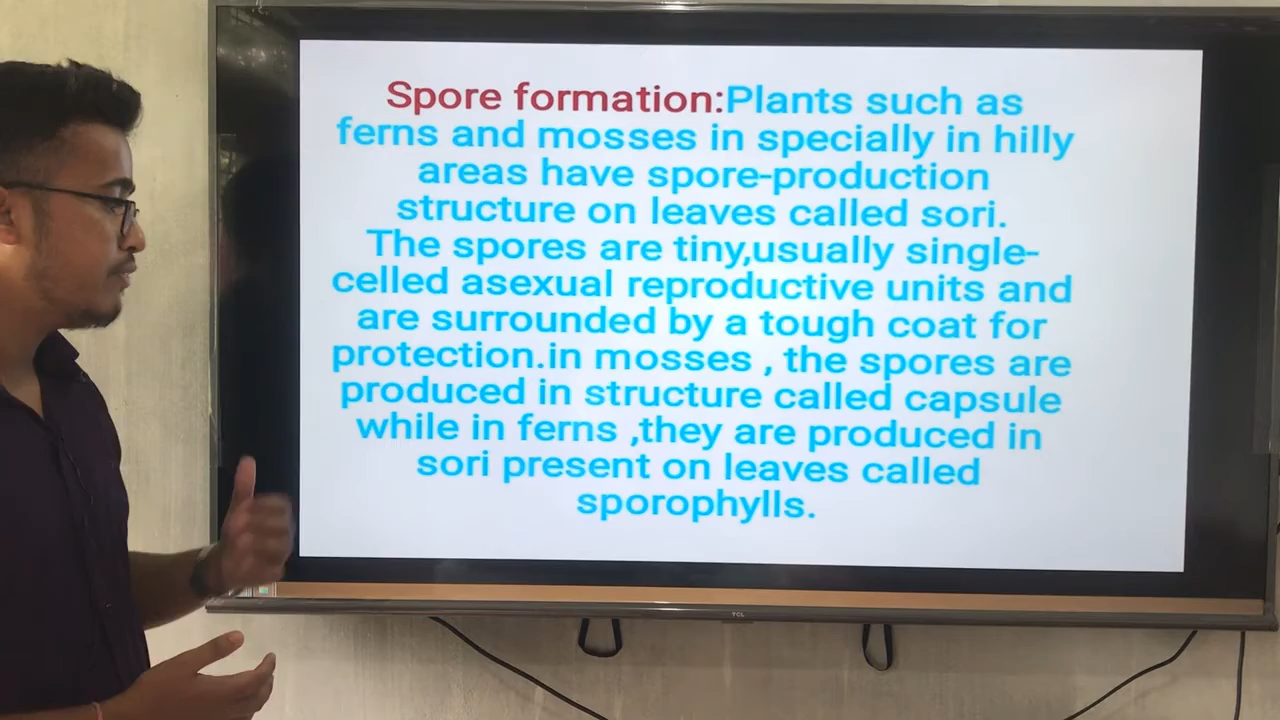 Spore formation:Plants such as
ferns and mosses in specially in hilly
areas have spore-production
structure on leaves called sori.
The spores are tiny,usually single-
celled asexual reproductive units and
are surrounded by a tough coat for
protection.in mosses , the spores are
produced in structure called capsule
while in ferns ,they are produced in
sori present on leaves called
sporophylls.
TCL